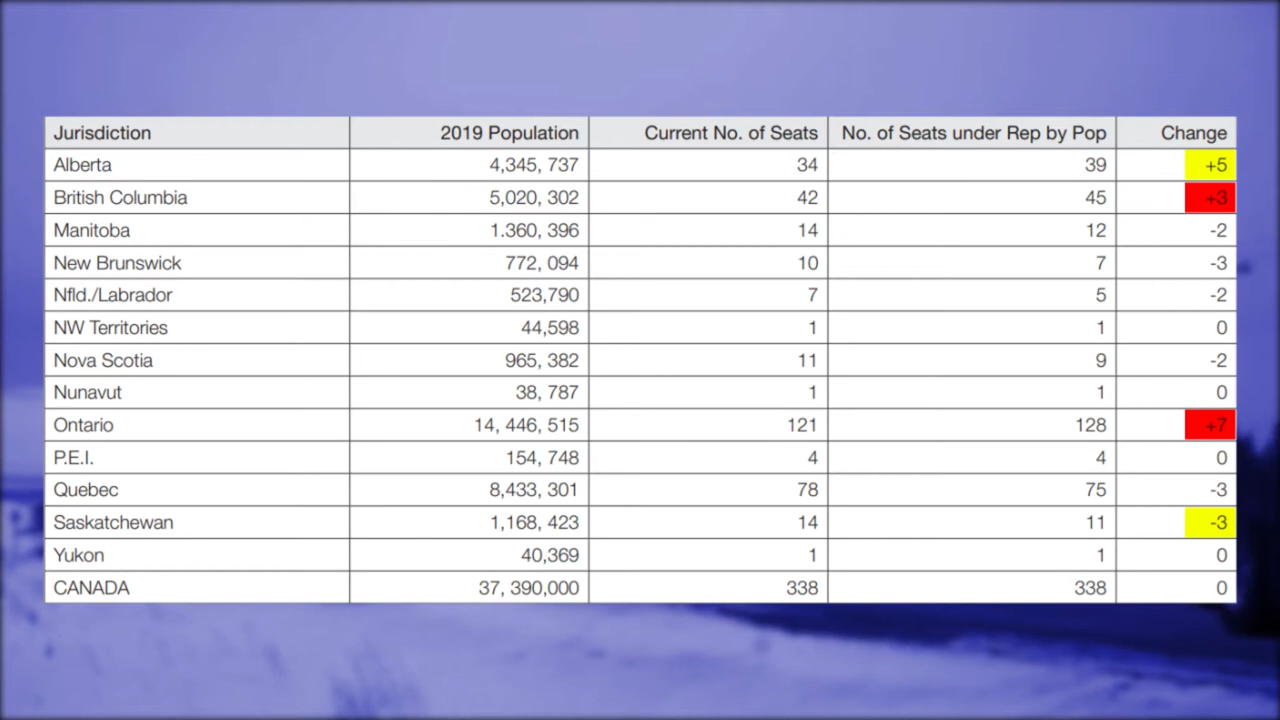 Jurisdiction 2019 Population Current No. of Seats No. of Seats under Rep by Pop Change
Alberta 4,345, 737 34 39 +5
British Columbia 5,020, 302 42 45 +3
Manitoba 1.360, 396 14 12 -2
New Brunswick 772, 094 10 7 -3
Nfld./Labrador 523,790 7 5 -2
NW Territories 44,598 1 1 0
Nova Scotia 965, 382 11 9 -2
Nunavut 38, 787 1 1 0
Ontario 14, 446, 515 121 128 +7
P.E.I. 154, 748 4 4 0
Quebec 8,433, 301 78 75 -3
Saskatchewan 1,168, 423 14 11 -3
Yukon 40,369 1 1 0
CANADA 37, 390,000 338 338 0